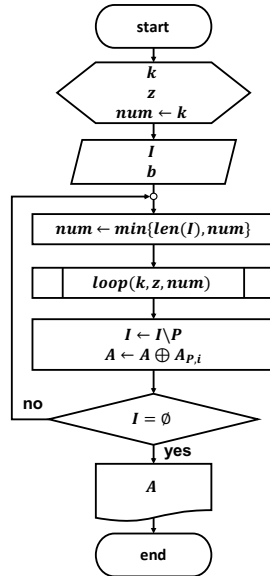 start
k
z
num ← k
I
b
num ← min{len(I), num}
loop(k, z, num)
I ← I\P
A ← A ⊕ A_{P,i}
no
I = ∅
yes
A
end